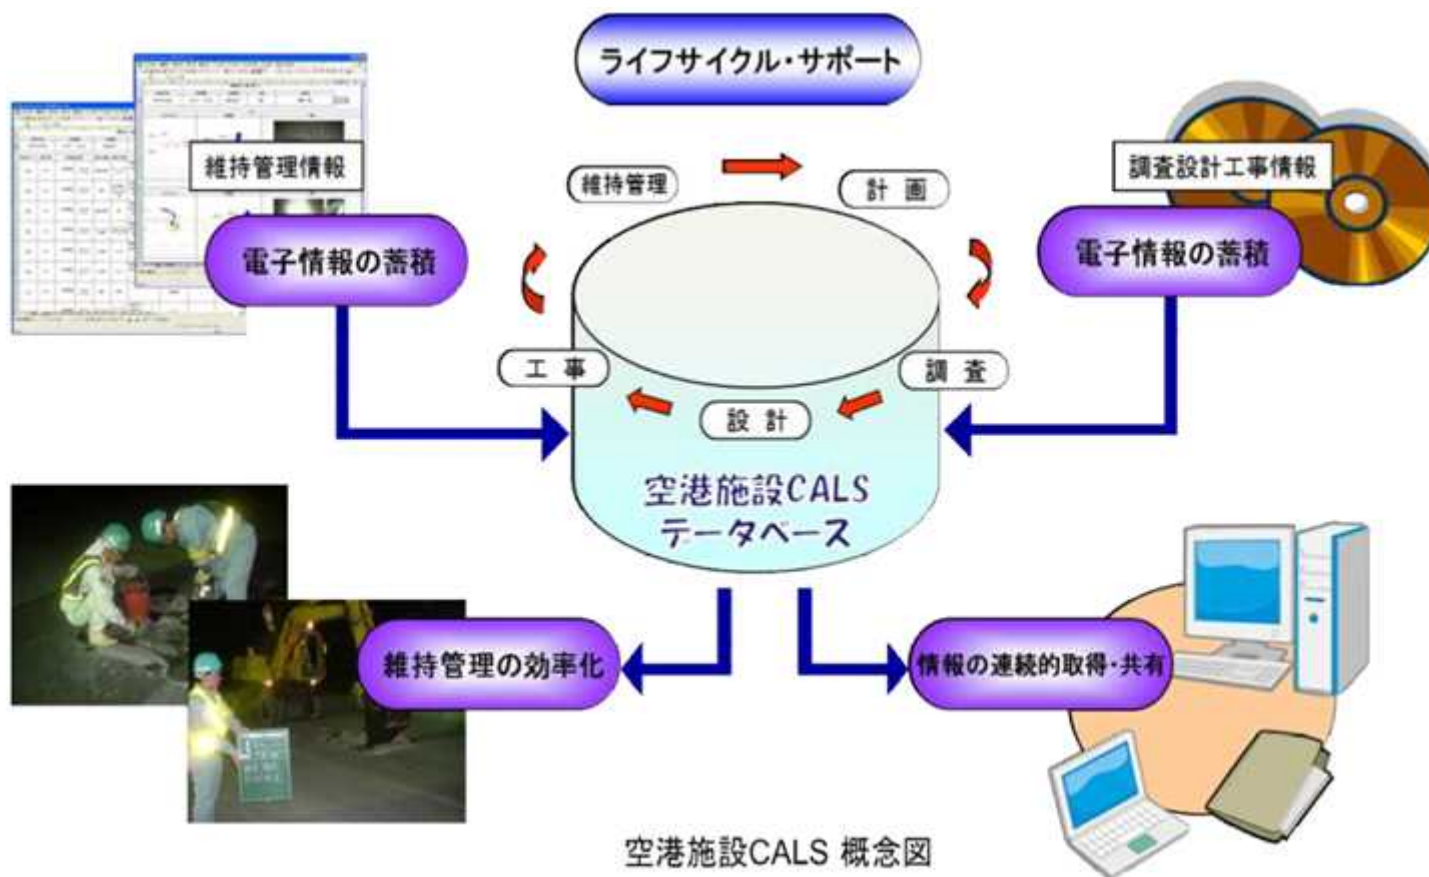 ライフサイクル・サポート
維持管理情報
電子情報の蓄積
調査設計工事情報
電子情報の蓄積
維持管理
計画
調査
設計
工事
空港施設CALS
データベース
維持管理の効率化
情報の連続的取得・共有
空港施設CALS 概念図